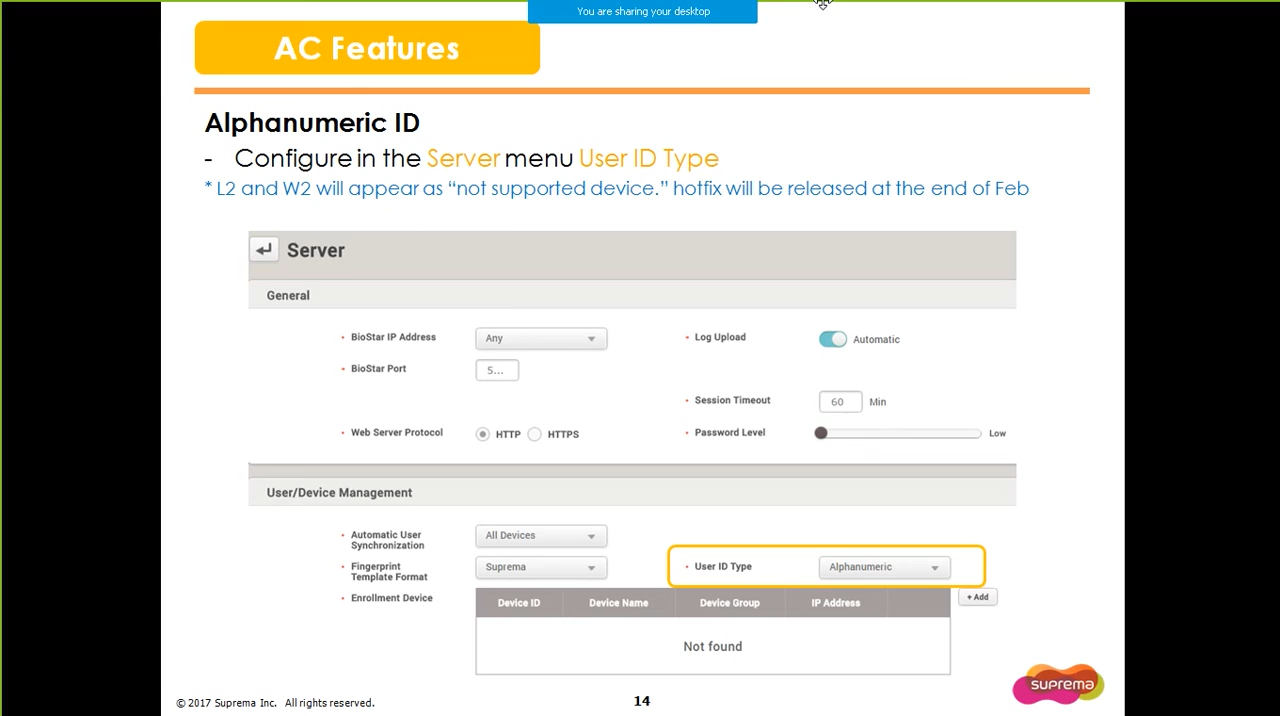 You are sharing your desktop
AC Features
Alphanumeric ID
- Configure in the Server menu User ID Type
* L2 and W2 will appear as “not supported device.” hotfix will be released at the end of Feb
Server
General
BioStar IP Address Any
Log Upload Automatic
BioStar Port 5...
Session Timeout 60 Min
Web Server Protocol HTTP HTTPS
Password Level Low
User/Device Management
Automatic User
Synchronization
All Devices
Fingerprint
Template Format
Suprema
User ID Type Alphanumeric
Enrollment Device
Device ID Device Name Device Group IP Address
+ Add
Not found
© 2017 Suprema Inc. All rights reserved.
14
suprema